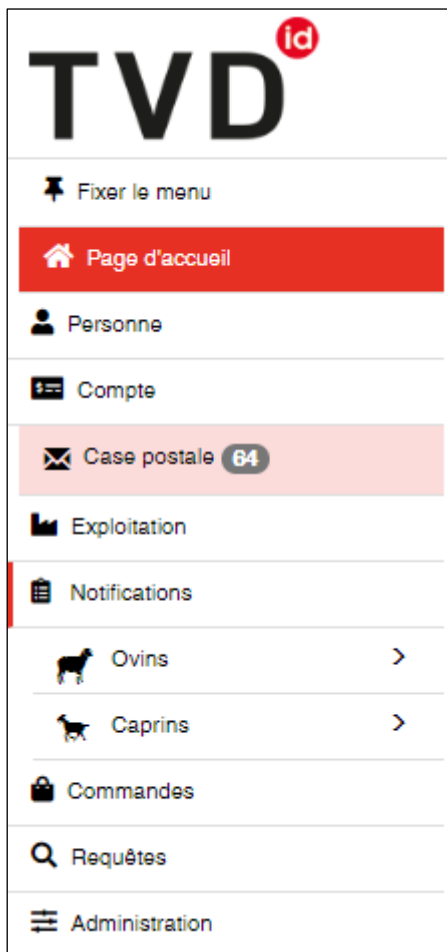 TVD id
Fixer le menu
Page d'accueil
Personne
Compte
Case postale 64
Exploitation
Notifications
Ovins
Caprins
Commandes
Requêtes
Administration